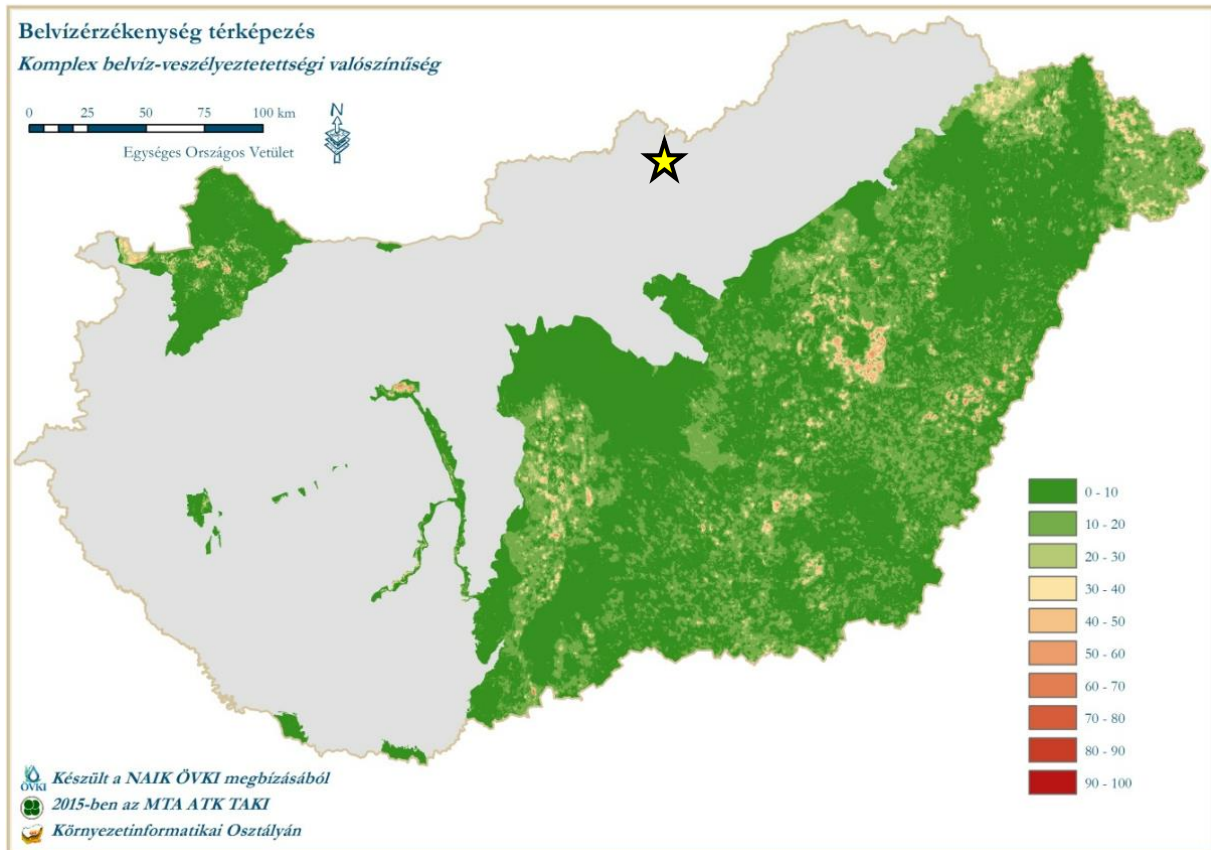 Belvízérzékenység térképezés
Komplex belvíz-veszélyeztetettségi valószínűség
0 25 50 75 100 km
N
Egységes Országos Vetület
0 - 10
10 - 20
20 - 30
30 - 40
40 - 50
50 - 60
60 - 70
70 - 80
80 - 90
90 - 100
ÖVKI
Készült a NAIK ÖVKI megbízásából
2015-ben az MTA ATK TAKI
Környezetinformatikai Osztályán